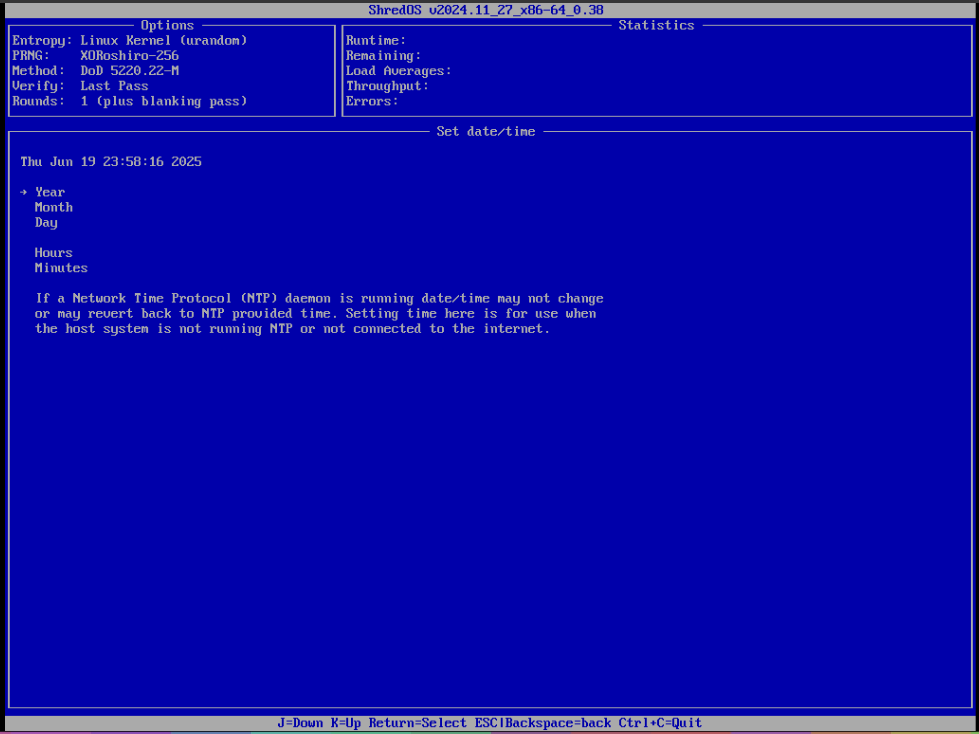 ShredOS v2024.11_27_x86-64_0.38
Options
Entropy: Linux Kernel (urandom)
PRNG: XORoshiro-256
Method: DoD 5220.22-M
Verify: Last Pass
Rounds: 1 (plus blanking pass)
Statistics
Runtime:
Remaining:
Load Averages:
Throughput:
Errors:
Set date/time
Thu Jun 19 23:58:16 2025
→ Year
Month
Day
Hours
Minutes
If a Network Time Protocol (NTP) daemon is running date/time may not change
or may revert back to NTP provided time. Setting time here is for use when
the host system is not running NTP or not connected to the internet.
J=Down K=Up Return=Select ESC|Backspace=back Ctrl+C=Quit